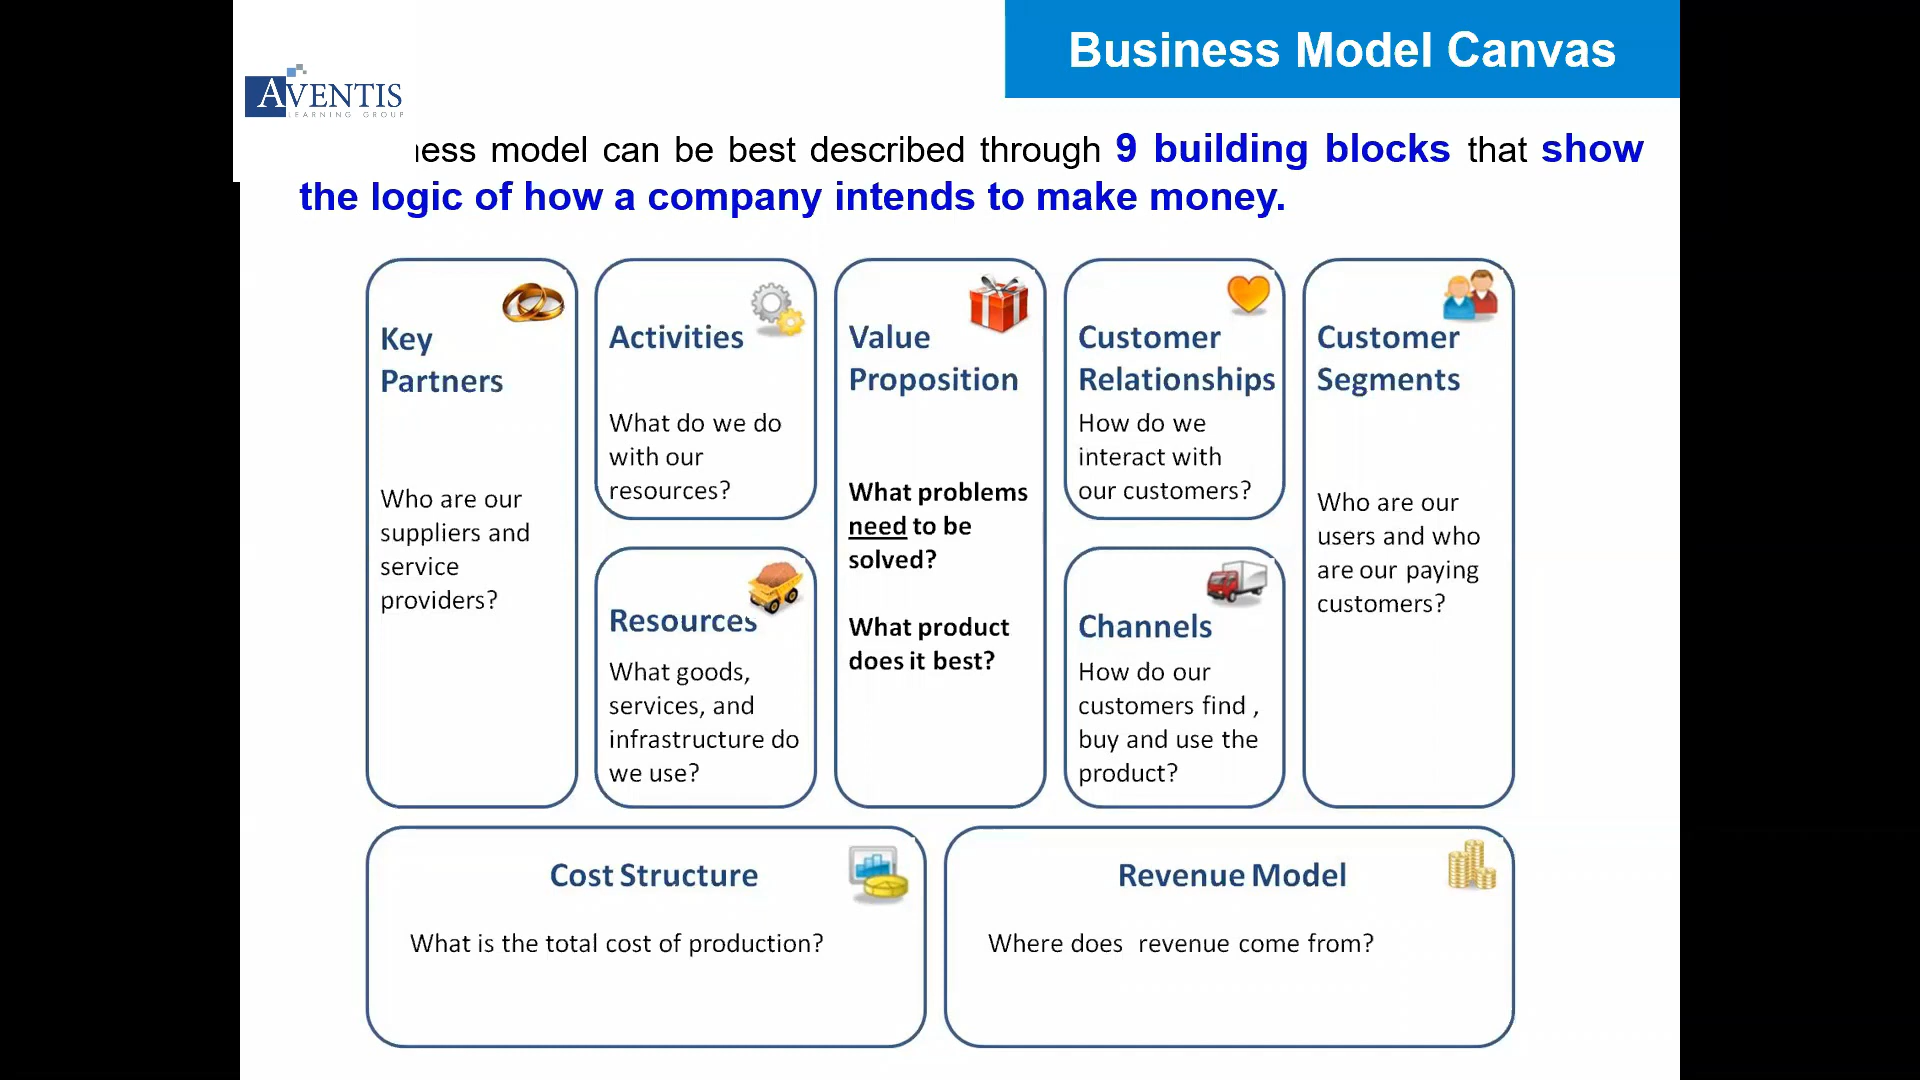 Business Model Canvas
AVENTIS
LEARNING GROUP
model can be best described through 9 building blocks that show
the logic of how a company intends to make money.
Key
Partners
Who are our
suppliers and
service
providers?
Activities
What do we do
with our
resources?
Resources
What goods,
services, and
infrastructure do
we use?
Value
Proposition
What problems
need to be
solved?
What product
does it best?
Customer
Relationships
How do we
interact with
our customers?
Channels
How do our
customers find ,
buy and use the
product?
Customer
Segments
Who are our
users and who
are our paying
customers?
Cost Structure
What is the total cost of production?
Revenue Model
Where does revenue come from?